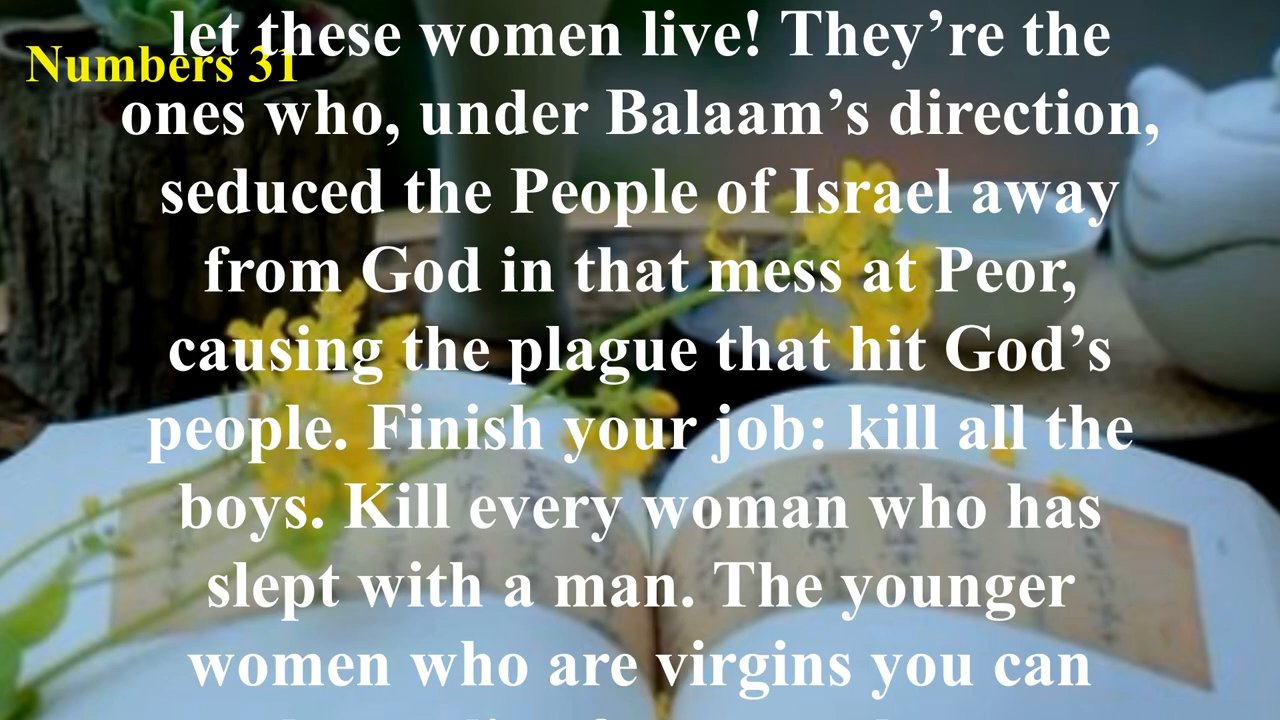 let these women live! They’re the
Numbers 31
ones who, under Balaam’s direction,
seduced the People of Israel away
from God in that mess at Peor,
causing the plague that hit God’s
people. Finish your job: kill all the
boys. Kill every woman who has
slept with a man. The younger
women who are virgins you can